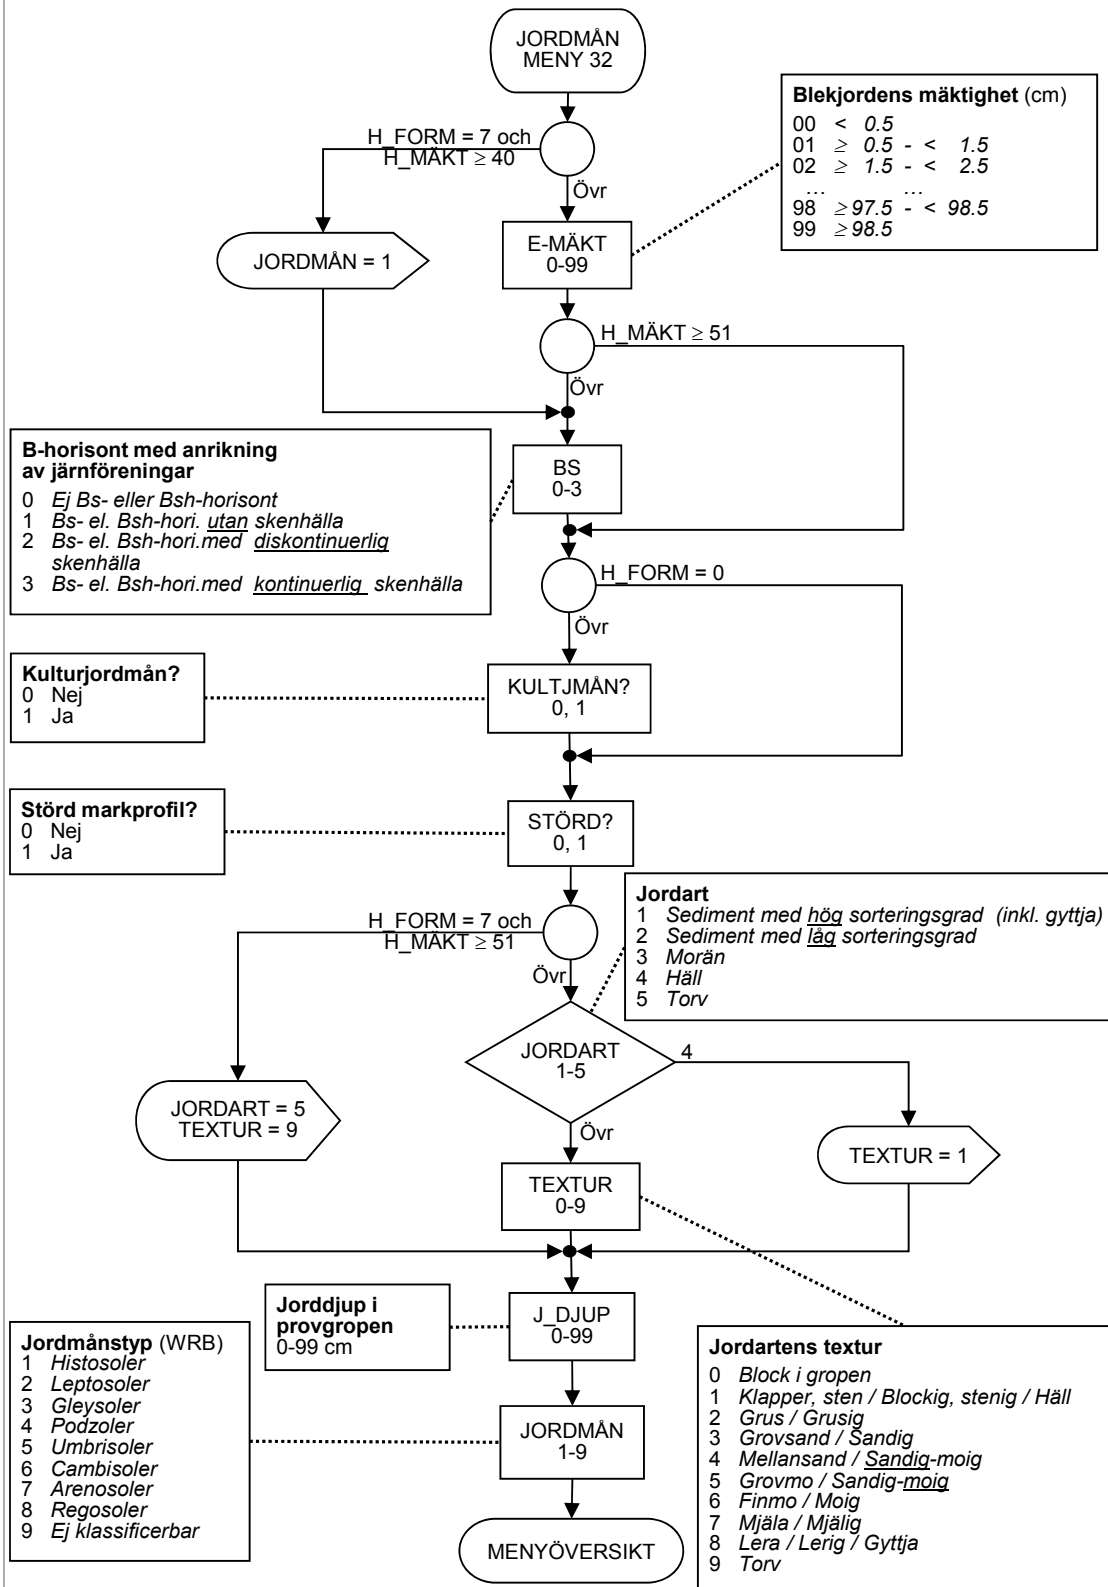 JORDMÅN
MENY 32
Blekjordens mäktighet (cm)
00 < 0.5
01 ≥ 0.5 - < 1.5
02 ≥ 1.5 - < 2.5
... ...
98 ≥ 97.5 - < 98.5
99 ≥ 98.5
H_FORM = 7 och
H_MÄKT ≥ 40
Övr
E-MÄKT
0-99
JORDMÅN = 1
H_MÄKT ≥ 51
Övr
B-horisont med anrikning
av järnföreningar
0 Ej Bs- eller Bsh-horisont
1 Bs- el. Bsh-hori. utan skenhälla
2 Bs- el. Bsh-hori.med diskontinuerlig
skenhälla
3 Bs- el. Bsh-hori.med kontinuerlig skenhälla
BS
0-3
H_FORM = 0
Övr
Kulturjordmån?
0 Nej
1 Ja
KULTJMÅN?
0, 1
Störd markprofil?
0 Nej
1 Ja
STÖRD?
0, 1
Jordart
1 Sediment med hög sorteringsgrad (inkl. gyttja)
2 Sediment med låg sorteringsgrad
3 Morän
4 Häll
5 Torv
H_FORM = 7 och
H_MÄKT ≥ 51
Övr
JORDART
1-5
4
JORDART = 5
TEXTUR = 9
Övr
TEXTUR = 1
TEXTUR
0-9
Jorddjup i
provgropen
0-99 cm
J_DJUP
0-99
Jordmånstyp (WRB)
1 Histosoler
2 Leptosoler
3 Gleysoler
4 Podzoler
5 Umbrisoler
6 Cambisoler
7 Arenosoler
8 Regosoler
9 Ej klassificerbar
JORDMÅN
1-9
Jordartens textur
0 Block i gropen
1 Klapper, sten / Blockig, stenig / Häll
2 Grus / Grusig
3 Grovsand / Sandig
4 Mellansand / Sandig-moig
5 Grovmo / Sandig-moig
6 Finmo / Moig
7 Mjäla / Mjälig
8 Lera / Lerig / Gyttja
9 Torv
MENYÖVERSIKT